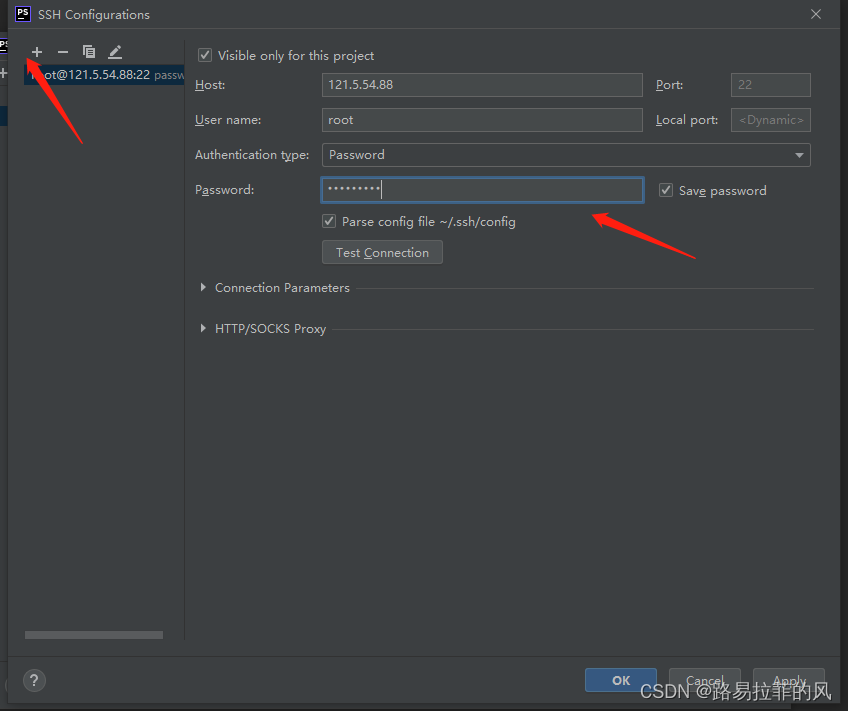 PS SSH Configurations
root@121.5.54.88:22 passw
Visible only for this project
Host: 121.5.54.88 Port: 22
User name: root Local port: <Dynamic>
Authentication type: Password
Password: ••••••••• Save password
Parse config file ~/.ssh/config
Test Connection
Connection Parameters
HTTP/SOCKS Proxy
? OK Cancel Apply
CSDN @路易拉菲的风